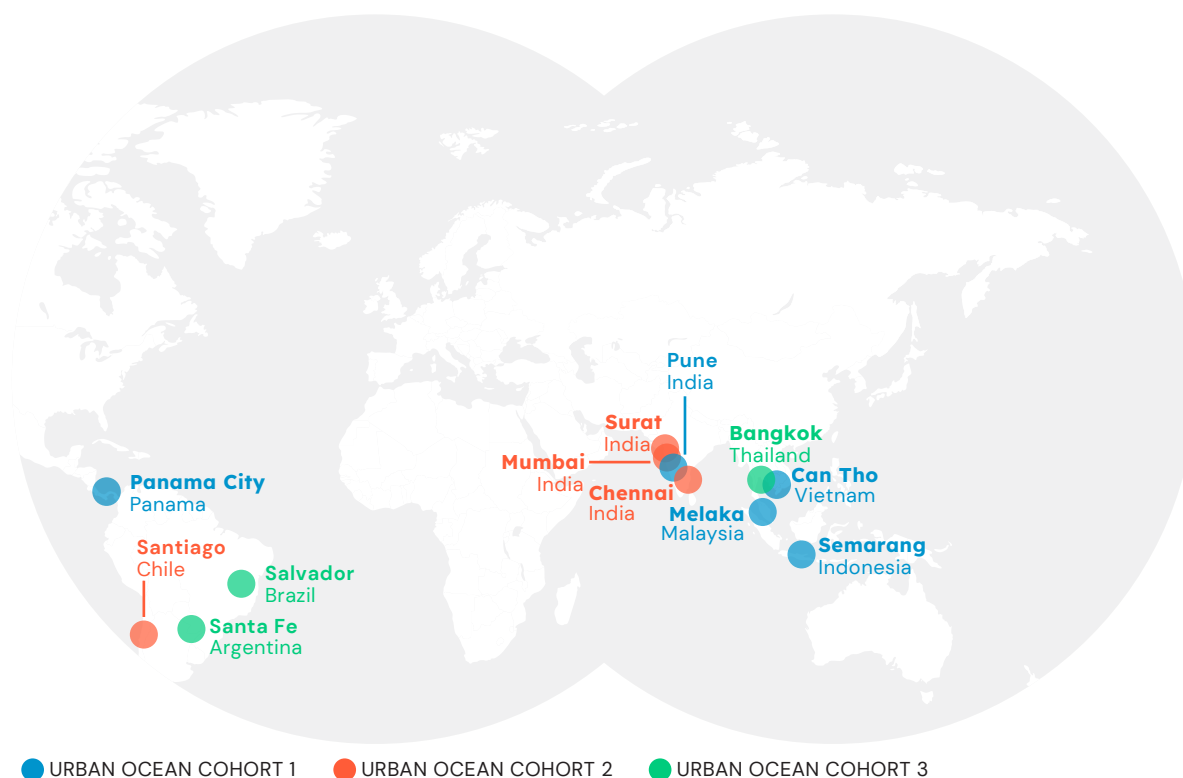 Pune
India
Surat
India
Mumbai
India
Chennai
India
Bangkok
Thailand
Can Tho
Vietnam
Melaka
Malaysia
Semarang
Indonesia
Panama City
Panama
Santiago
Chile
Salvador
Brazil
Santa Fe
Argentina
URBAN OCEAN COHORT 1
URBAN OCEAN COHORT 2
URBAN OCEAN COHORT 3